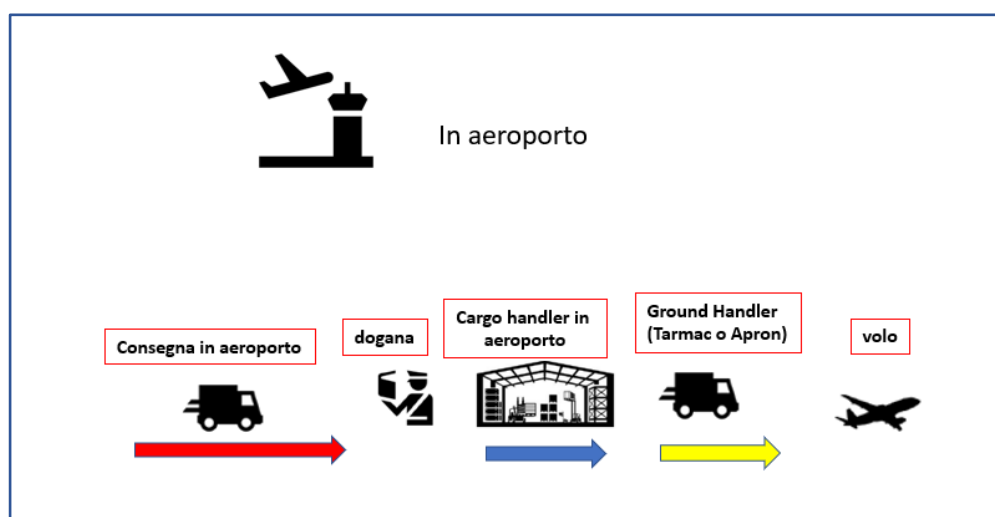 In aeroporto
Consegna in aeroporto
dogana
Cargo handler in
aeroporto
Ground Handler
(Tarmac o Apron)
volo